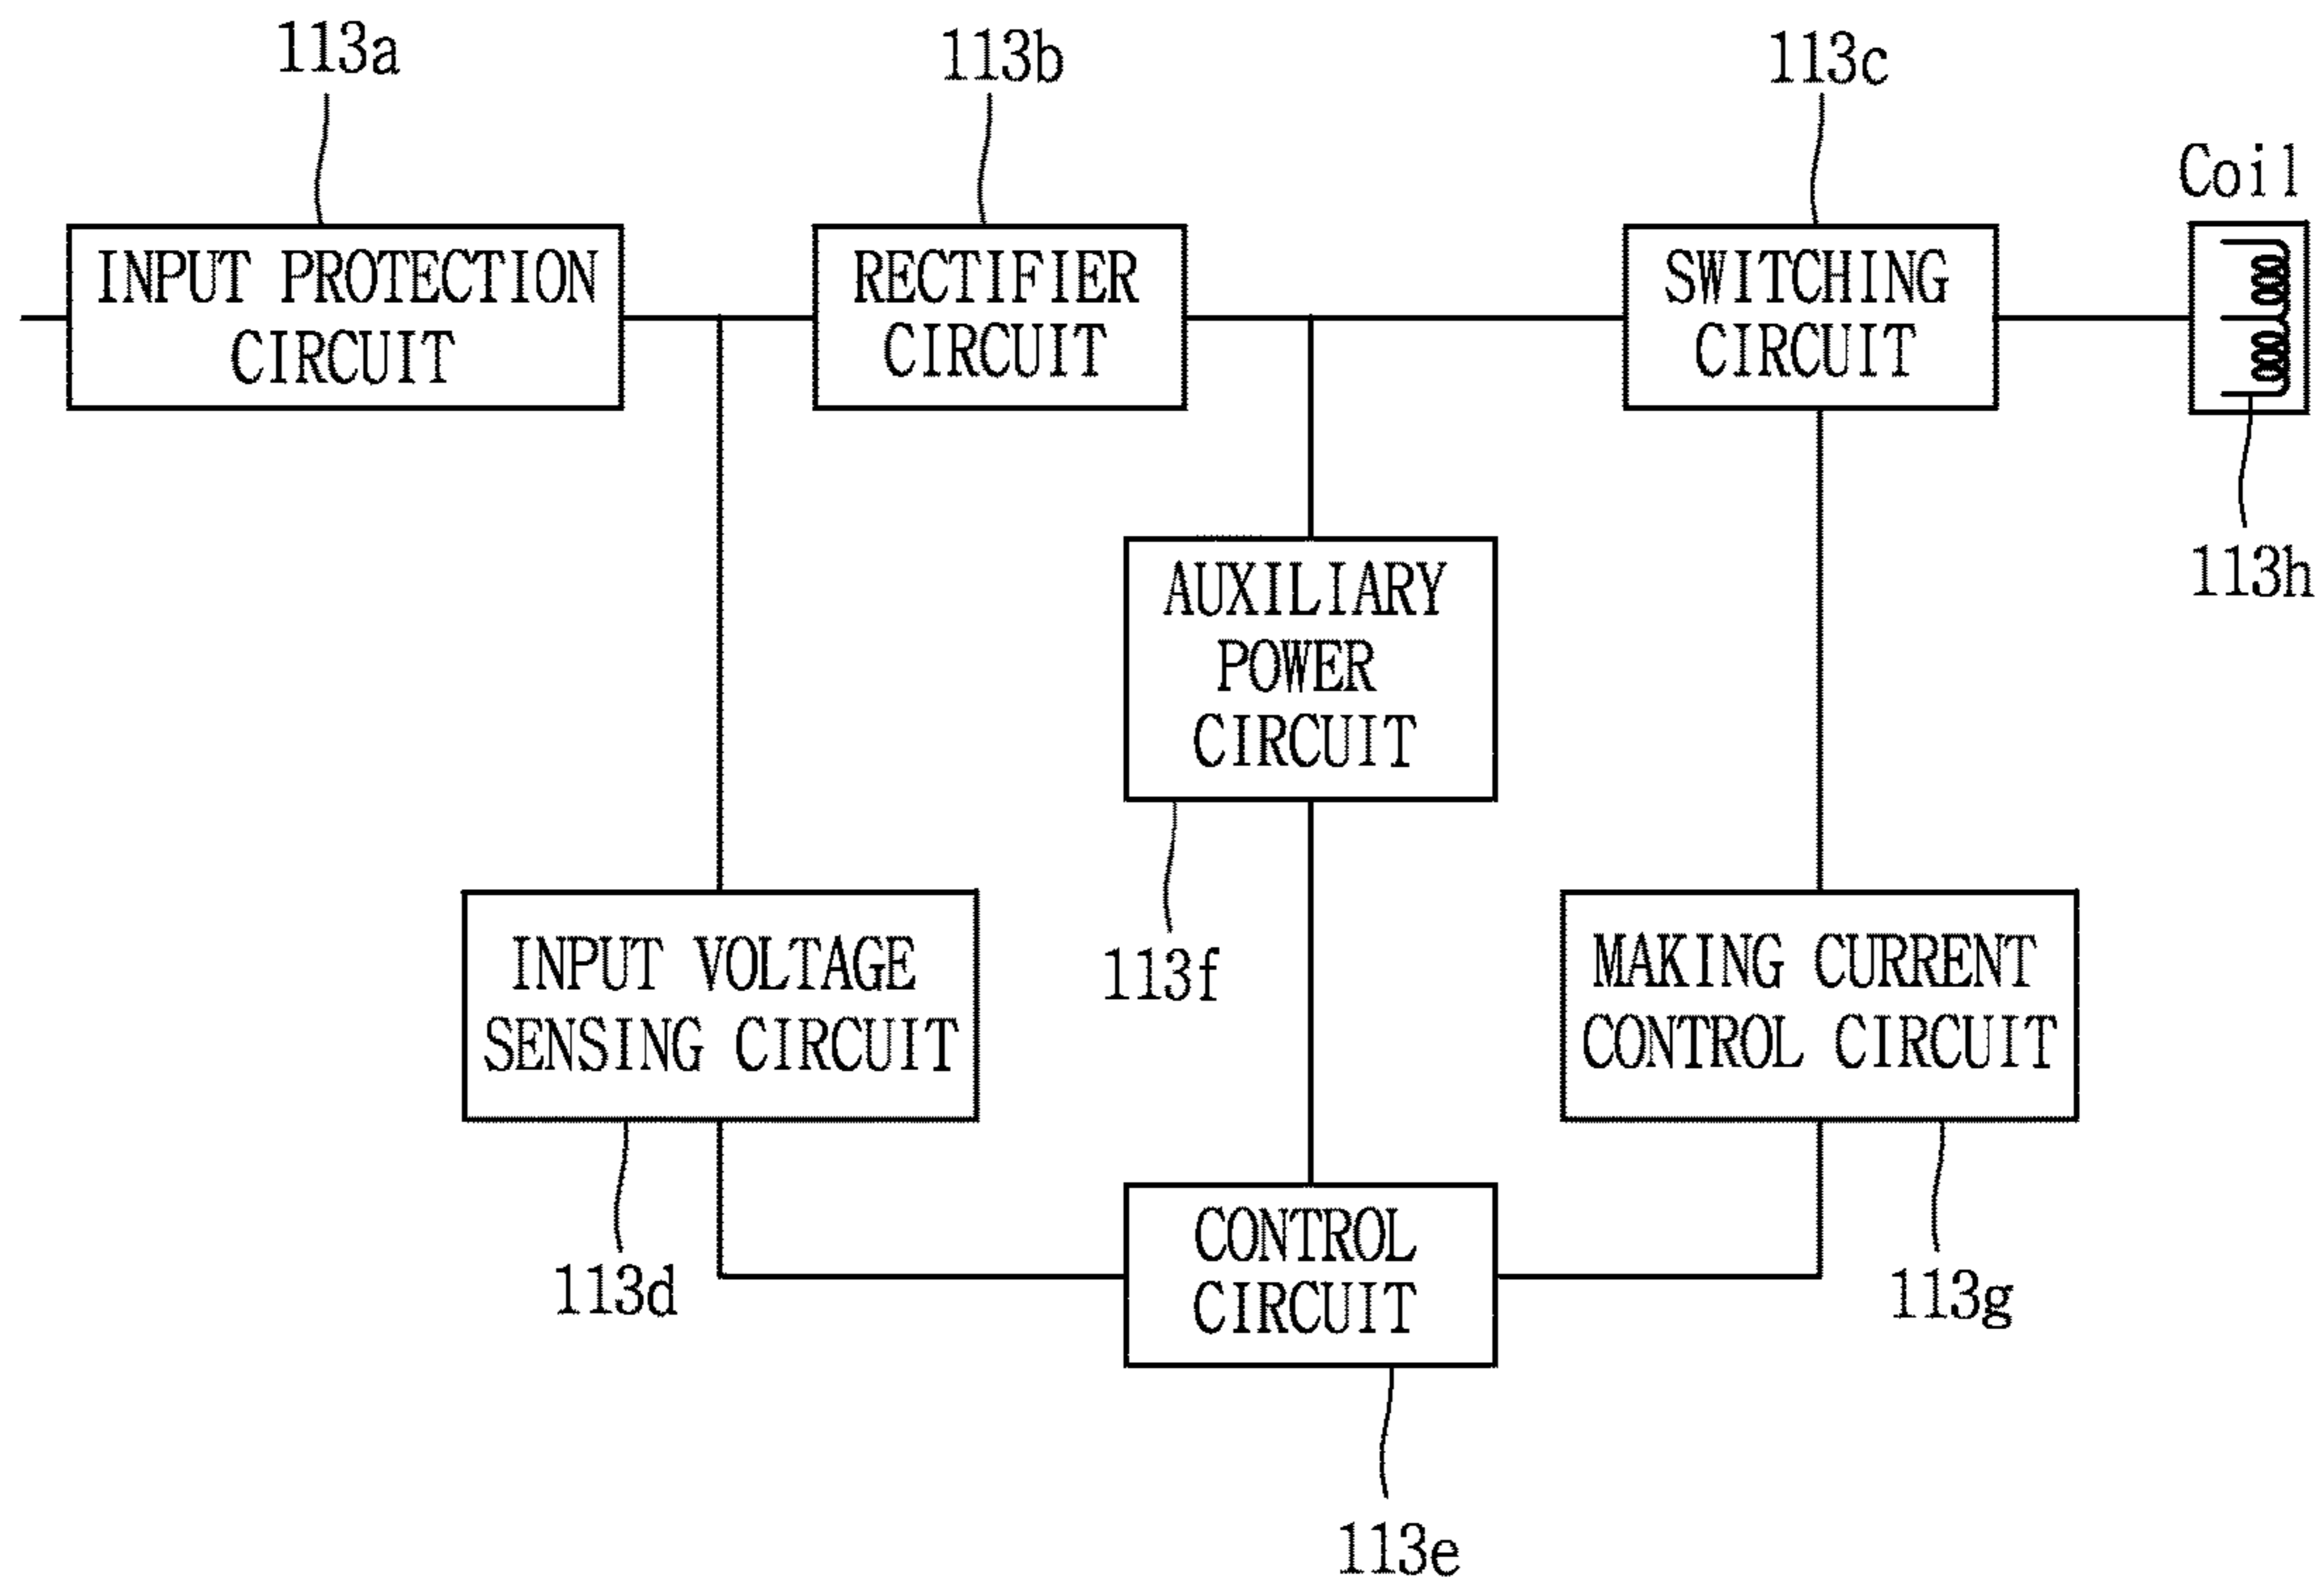 113a
113b
113c
Coil
INPUT PROTECTION
CIRCUIT
RECTIFIER
CIRCUIT
SWITCHING
CIRCUIT
113h
AUXILIARY
POWER
CIRCUIT
113f
INPUT VOLTAGE
SENSING CIRCUIT
MAKING CURRENT
CONTROL CIRCUIT
113d
CONTROL
CIRCUIT
113g
113e